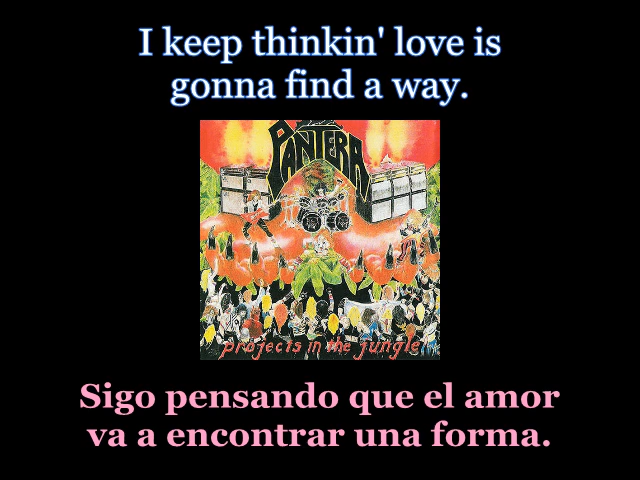 I keep thinkin' love is
gonna find a way.
PANTERA
projects in the jungle
Sigo pensando que el amor
va a encontrar una forma.